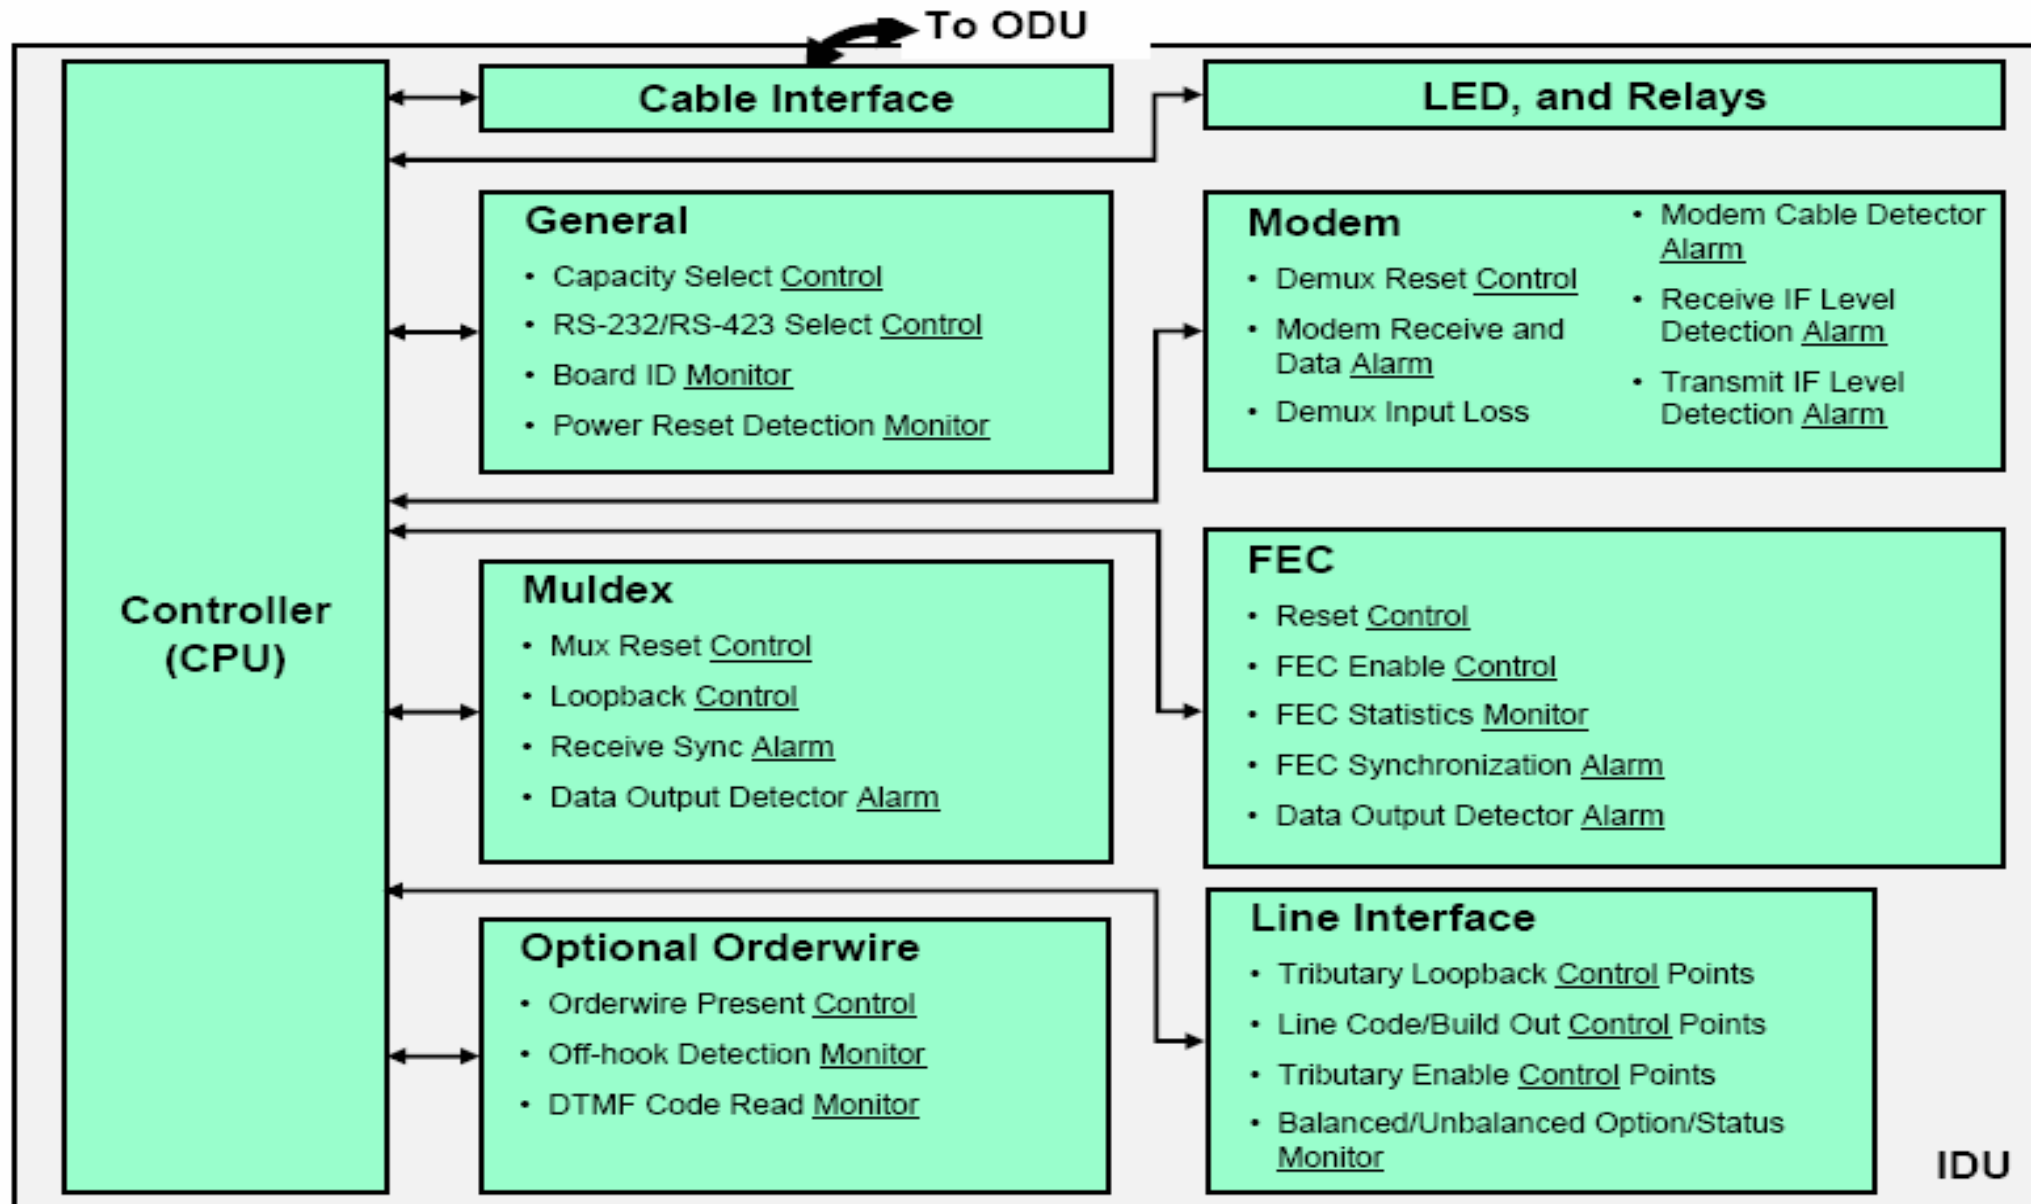 To ODU
Cable Interface
LED, and Relays
General
• Capacity Select Control
• RS-232/RS-423 Select Control
• Board ID Monitor
• Power Reset Detection Monitor
Modem
• Demux Reset Control
• Modem Receive and
Data Alarm
• Demux Input Loss
• Modem Cable Detector
Alarm
• Receive IF Level
Detection Alarm
• Transmit IF Level
Detection Alarm
Controller
(CPU)
Muldex
• Mux Reset Control
• Loopback Control
• Receive Sync Alarm
• Data Output Detector Alarm
FEC
• Reset Control
• FEC Enable Control
• FEC Statistics Monitor
• FEC Synchronization Alarm
• Data Output Detector Alarm
Optional Orderwire
• Orderwire Present Control
• Off-hook Detection Monitor
• DTMF Code Read Monitor
Line Interface
• Tributary Loopback Control Points
• Line Code/Build Out Control Points
• Tributary Enable Control Points
• Balanced/Unbalanced Option/Status
Monitor
IDU